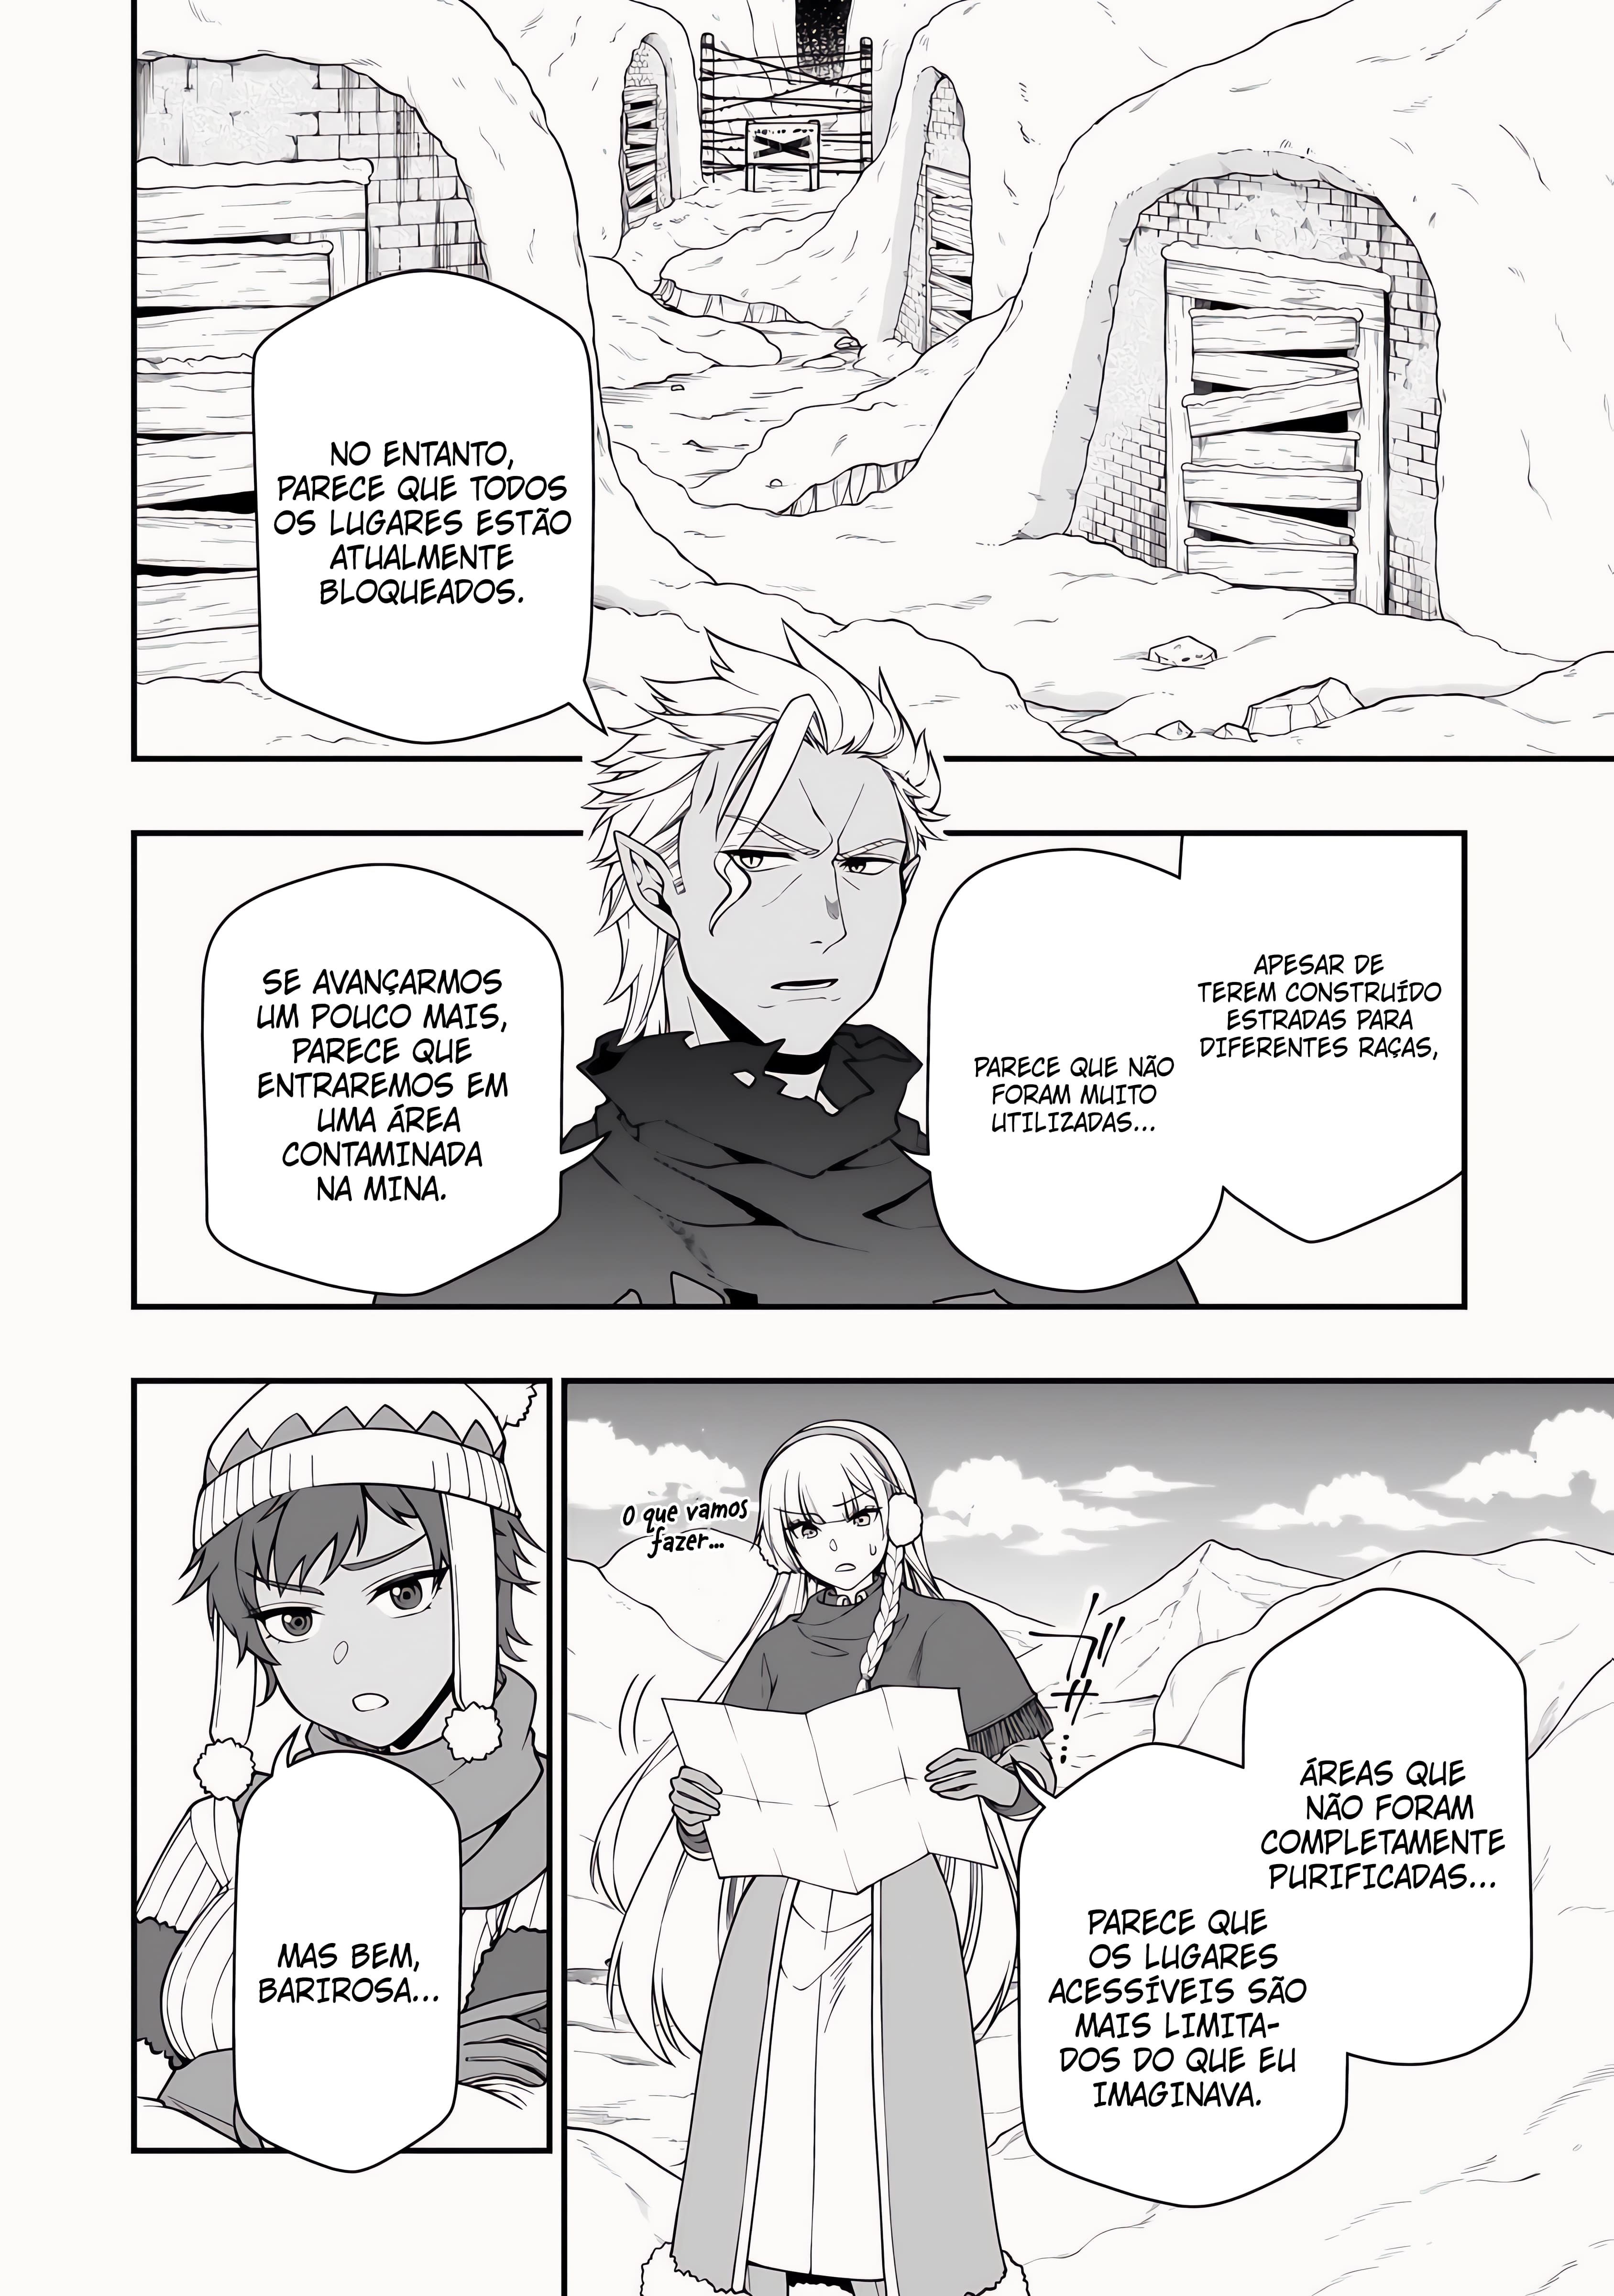 NO ENTANTO,
PARECE QUE TODOS
OS LUGARES ESTÃO
ATUALMENTE
BLOQUEADOS.
APESAR DE
TEREM CONSTRUÍDO
ESTRADAS PARA
DIFERENTES RAÇAS,
PARECE QUE NÃO
FORAM MUITO
UTILIZADAS...
SE AVANÇARMOS
UM POUCO MAIS,
PARECE QUE
ENTRAREMOS EM
UMA ÁREA
CONTAMINADA
NA MINA.
ÁREAS QUE
NÃO FORAM
COMPLETAMENTE
PURIFICADAS...
PARECE QUE
OS LUGARES
ACESSÍVEIS SÃO
MAIS LIMITA-
DOS DO QUE EU
IMAGINAVA.
O que vamos
fazer...
MAS BEM,
BARIROSA...